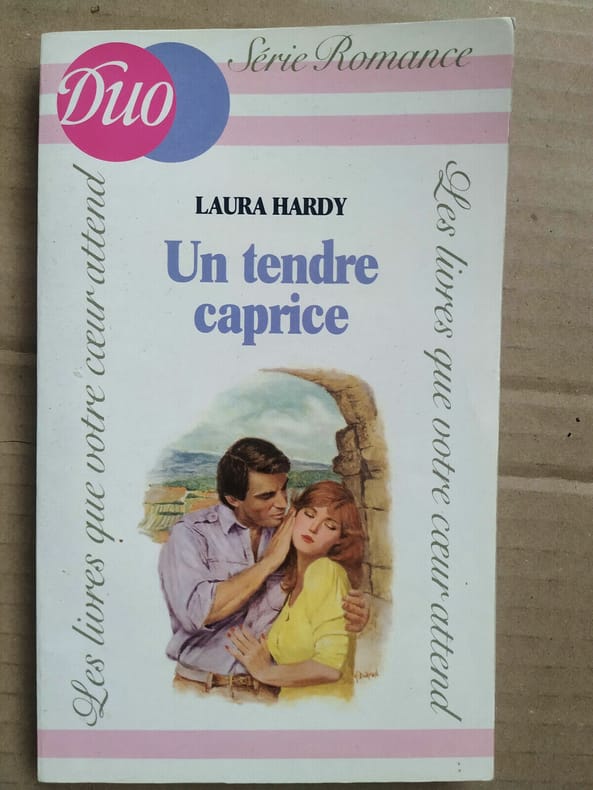 Duo
Série Romance
LAURA HARDY
Un tendre
caprice
Les livres que votre cœur attend
Les livres que votre cœur attend